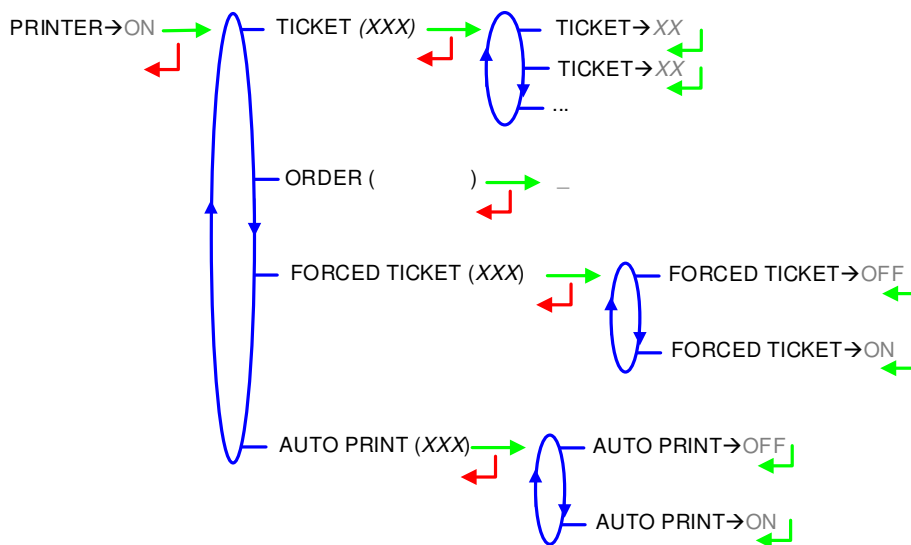 PRINTER→ON
TICKET (XXX)
TICKET→XX
TICKET→XX
...
ORDER ( ) _
FORCED TICKET (XXX)
FORCED TICKET→OFF
FORCED TICKET→ON
AUTO PRINT (XXX)
AUTO PRINT→OFF
AUTO PRINT→ON